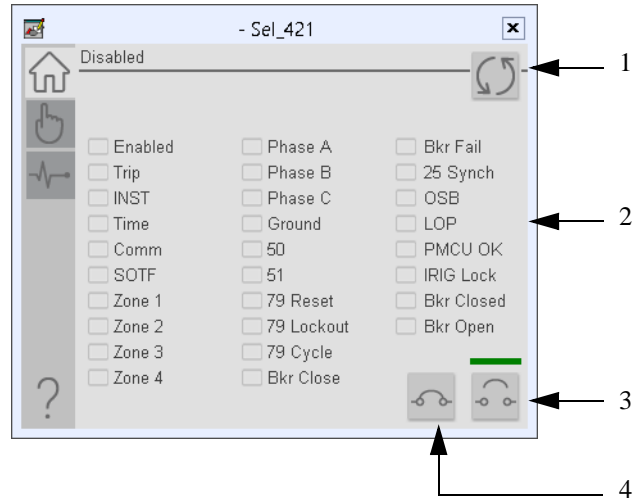 - Sel_421
Disabled
1
Enabled
Trip
INST
Time
Comm
SOTF
Zone 1
Zone 2
Zone 3
Zone 4
Phase A
Phase B
Phase C
Ground
50
51
79 Reset
79 Lockout
79 Cycle
Bkr Close
Bkr Fail
25 Synch
OSB
LOP
PMCU OK
IRIG Lock
Bkr Closed
Bkr Open
2
?
3
4